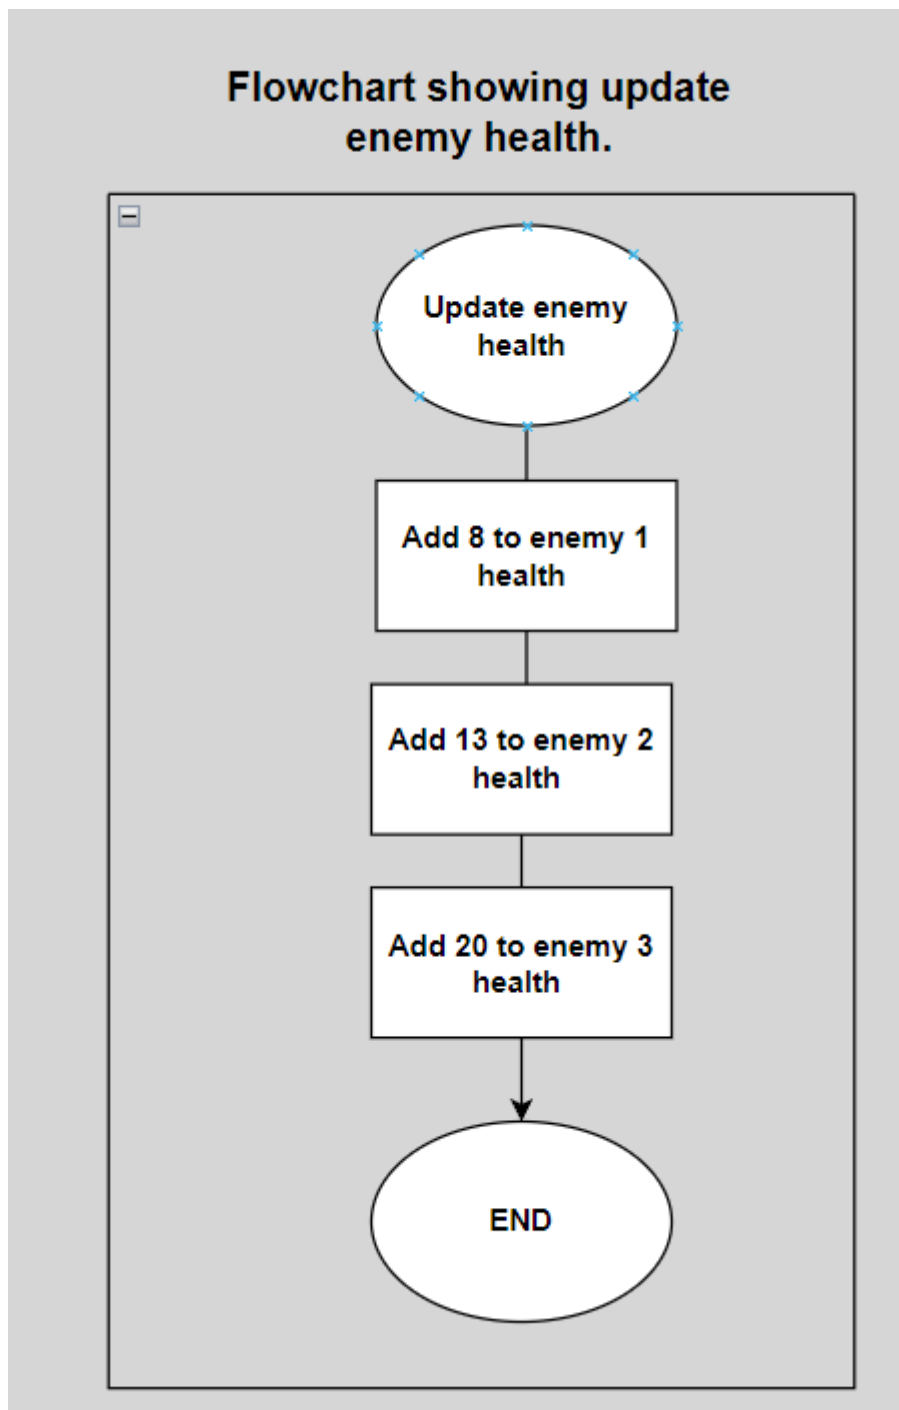 Flowchart showing update
enemy health.
Update enemy
health
Add 8 to enemy 1
health
Add 13 to enemy 2
health
Add 20 to enemy 3
health
END